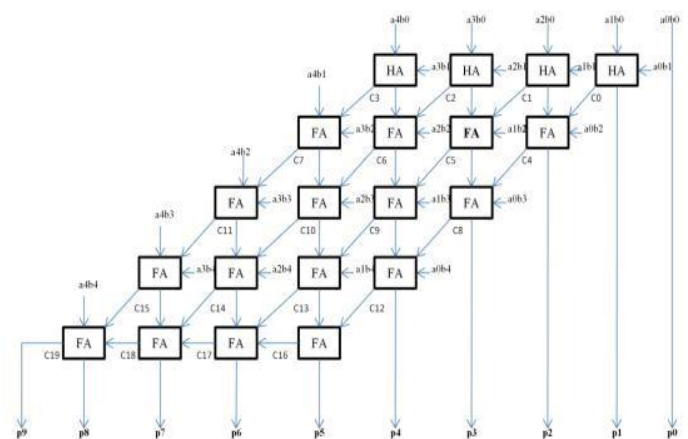 a4b0 a3b0 a2b0 a1b0 a0b0
HA a3b1 HA a2b1 HA a1b1 HA a0b1
a4b1 C3 C2 C1 C0
FA a3b2 FA a2b2 FA a1b2 FA a0b2
a4b2 C7 C6 C5 C4
FA a3b3 FA a2b3 FA a1b3 FA a0b3
a4b3 C11 C10 C9 C8
FA a3b4 FA a2b4 FA a1b4 FA a0b4
a4b4 C15 C14 C13 C12
FA FA FA FA
C19 C18 C17 C16
p9 p8 p7 p6 p5 p4 p3 p2 p1 p0